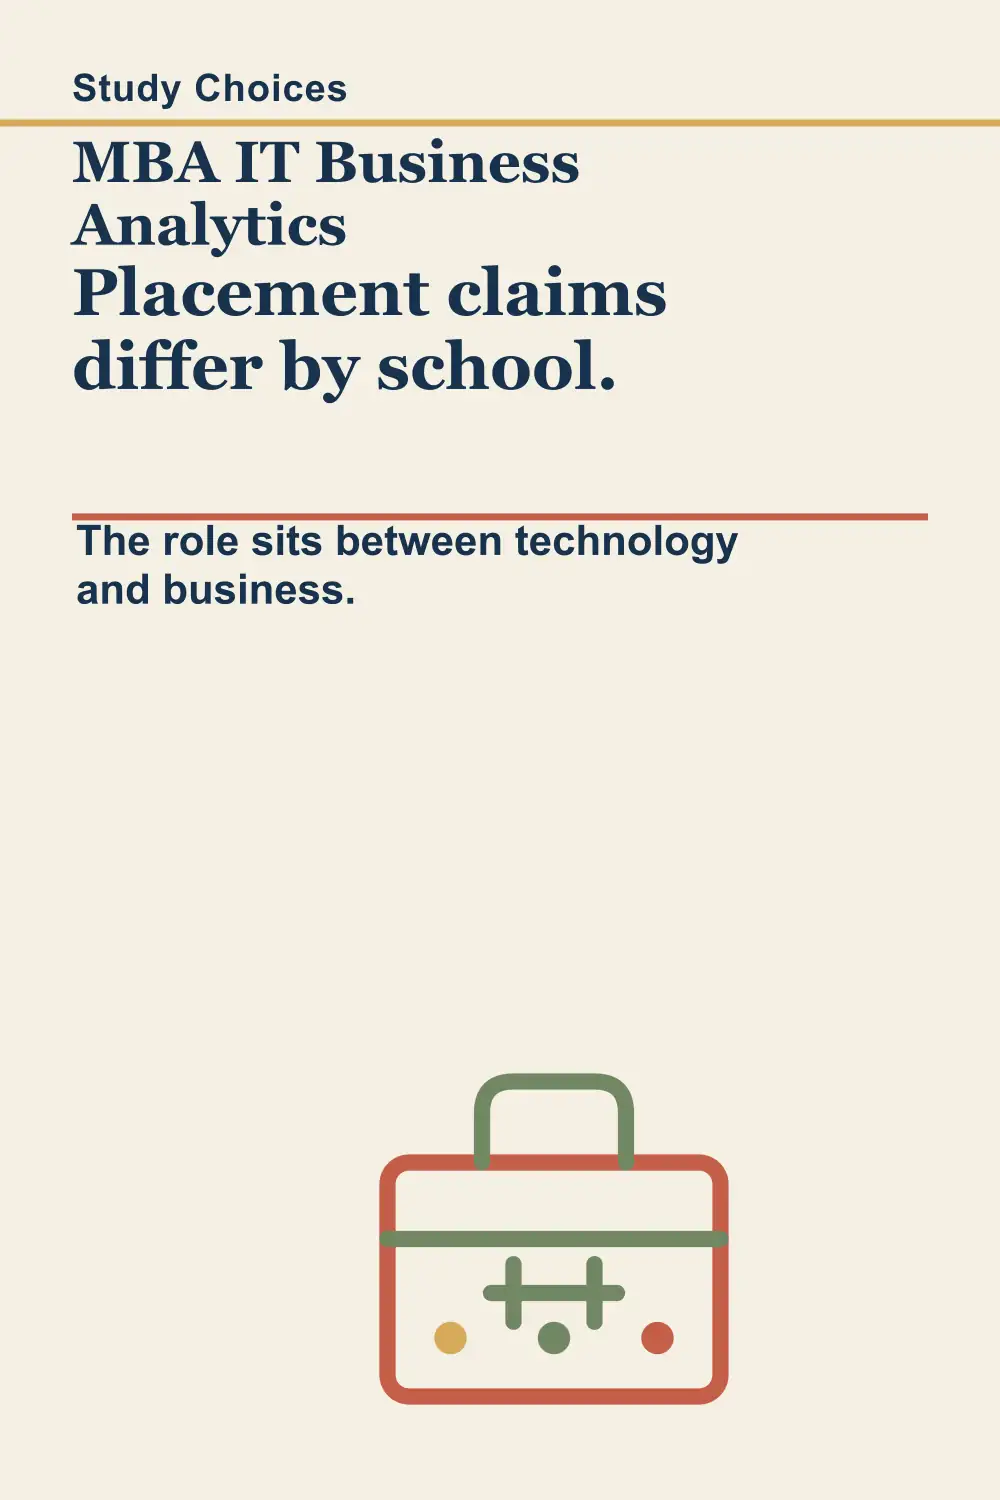 Study Choices
MBA IT Business
Analytics
Placement claims
differ by school.
The role sits between technology
and business.